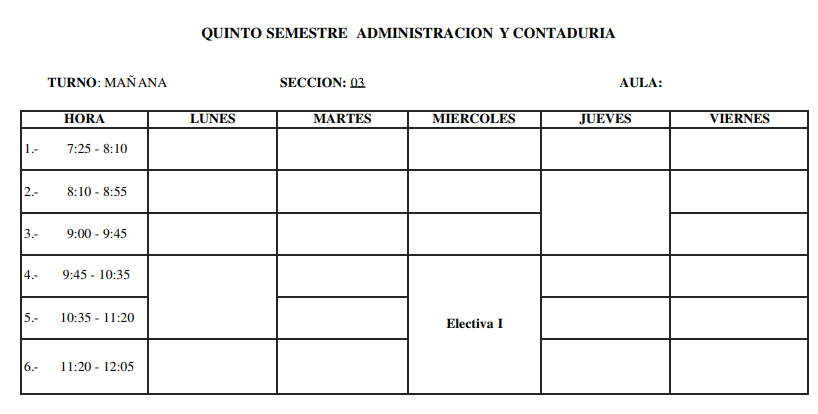 QUINTO SEMESTRE ADMINISTRACION Y CONTADURIA
TURNO: MAÑANA SECCION: 03 AULA:
HORA LUNES MARTES MIERCOLES JUEVES VIERNES
1.- 7:25 - 8:10
2.- 8:10 - 8:55
3.- 9:00 - 9:45
4.- 9:45 - 10:35
5.- 10:35 - 11:20 Electiva I
6.- 11:20 - 12:05